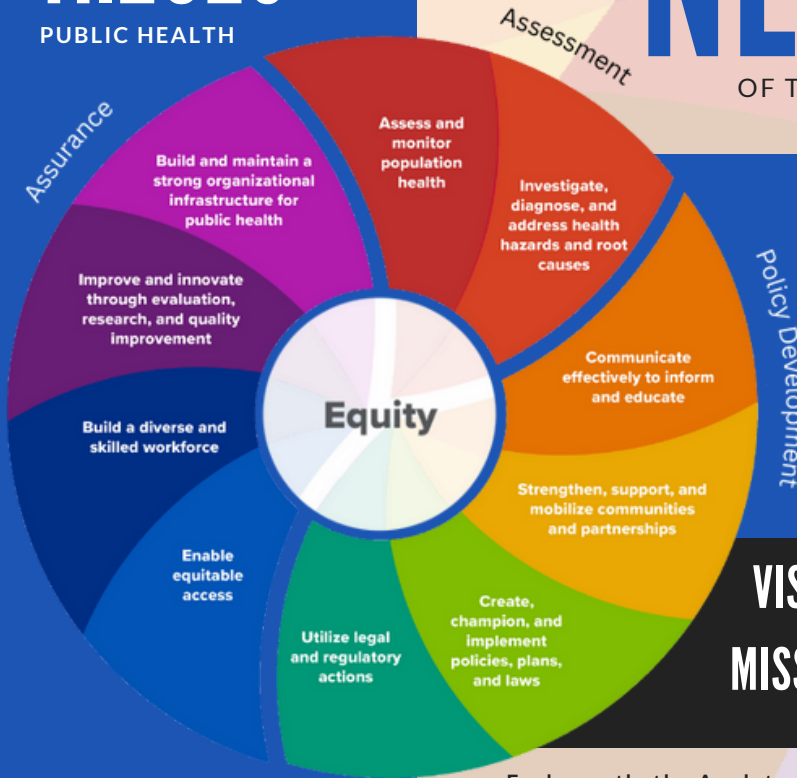 PUBLIC HEALTH
NE
OF T
Assessment
Assurance
Policy Development
Assess and
monitor
population
health
Investigate,
diagnose, and
address health
hazards and root
causes
Communicate
effectively to inform
and educate
Strengthen, support, and
mobilize communities
and partnerships
Create,
champion, and
implement
policies, plans,
and laws
Utilize legal
and regulatory
actions
Enable
equitable
access
Build a diverse and
skilled workforce
Improve and innovate
through evaluation,
research, and quality
improvement
Build and maintain a
strong organizational
infrastructure for
public health
Equity
VIS
MISS